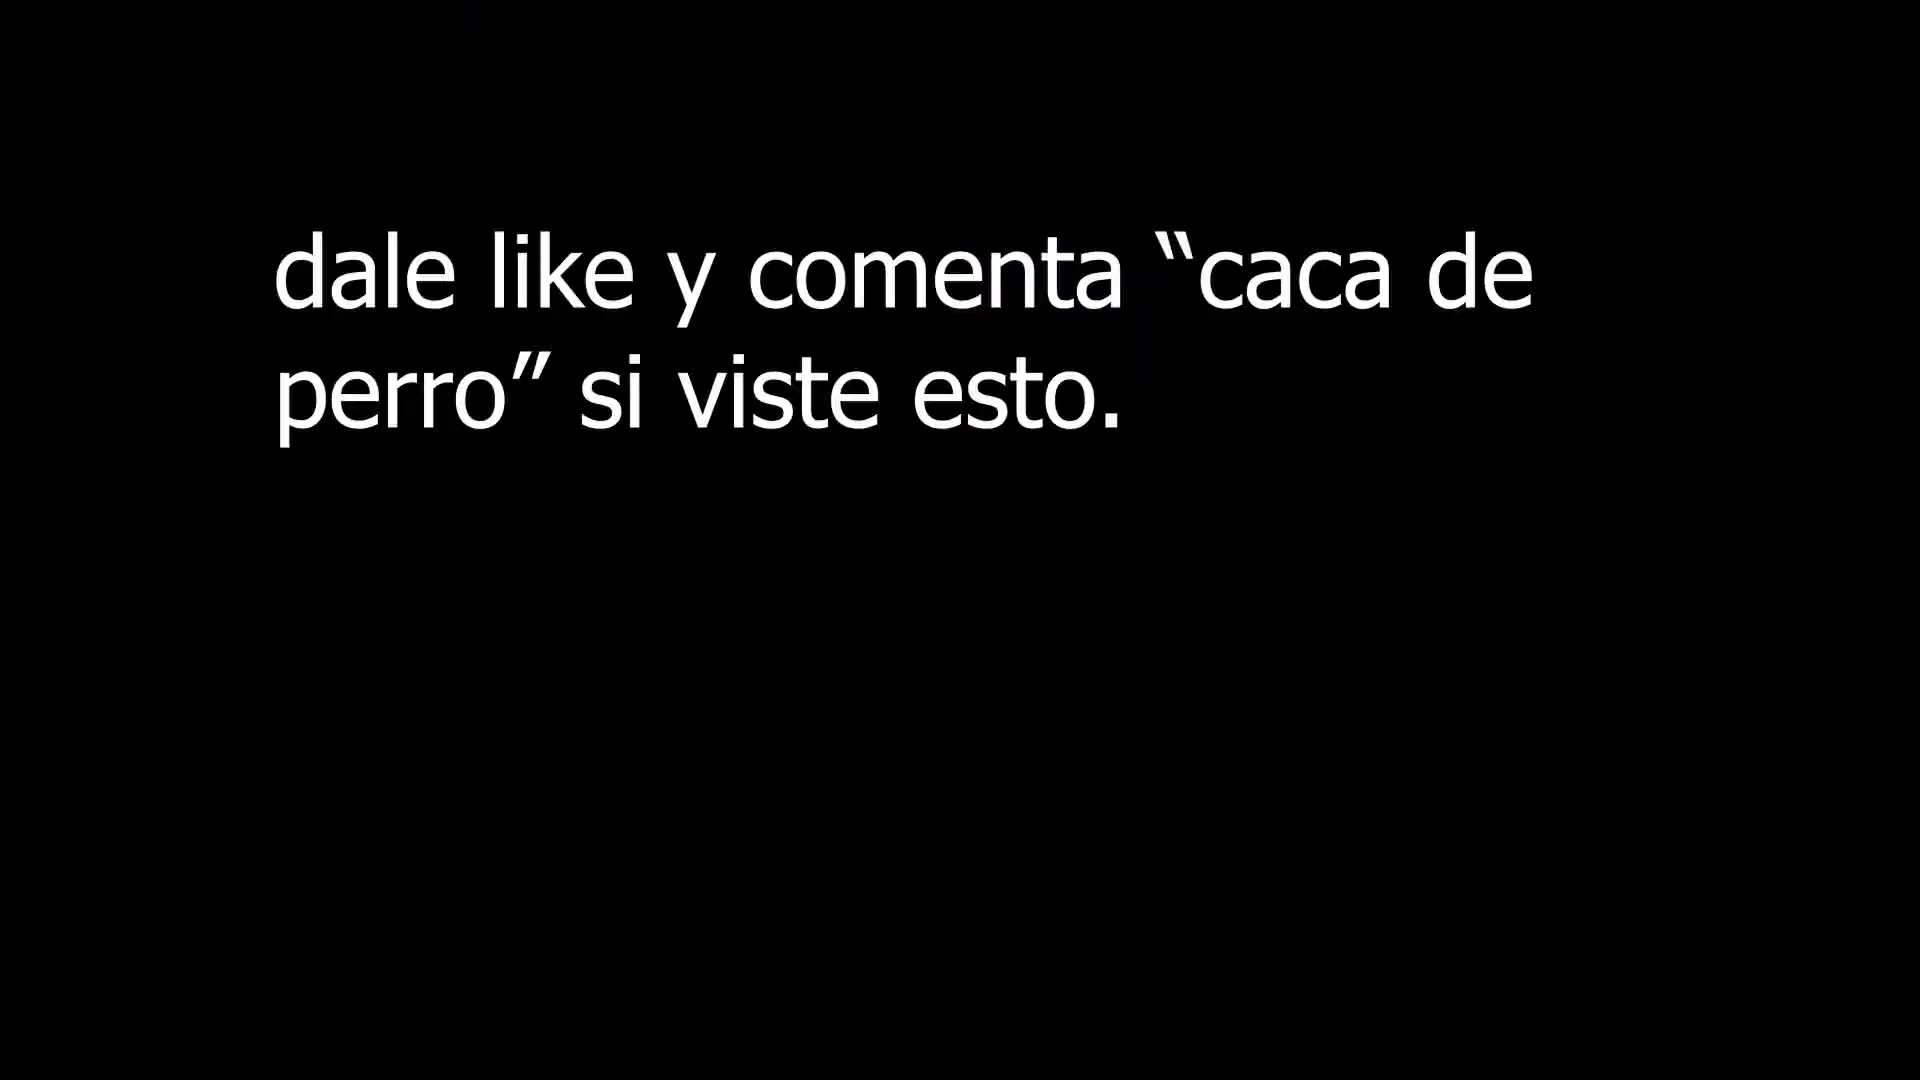 dale like y comenta “caca de
perro” si viste esto.